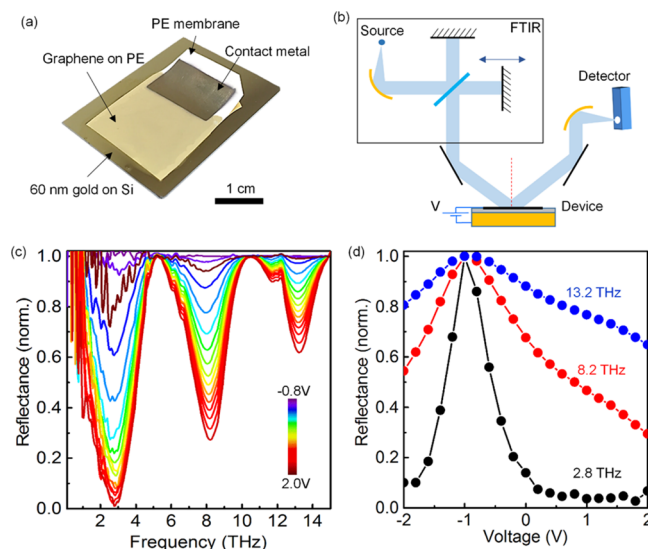 (a)
PE membrane
Graphene on PE
Contact metal
60 nm gold on Si
1 cm
(b)
FTIR
Source
Detector
V
Device
(c)
Reflectance (norm.)
1.0
0.8
0.6
0.4
0.2
0.0
-0.8V
2.0V
2 4 6 8 10 12 14
Frequency (THz)
(d)
Reflectance (norm.)
1.0
0.8
0.6
0.4
0.2
0.0
13.2 THz
8.2 THz
2.8 THz
-2 -1 0 1 2
Voltage (V)